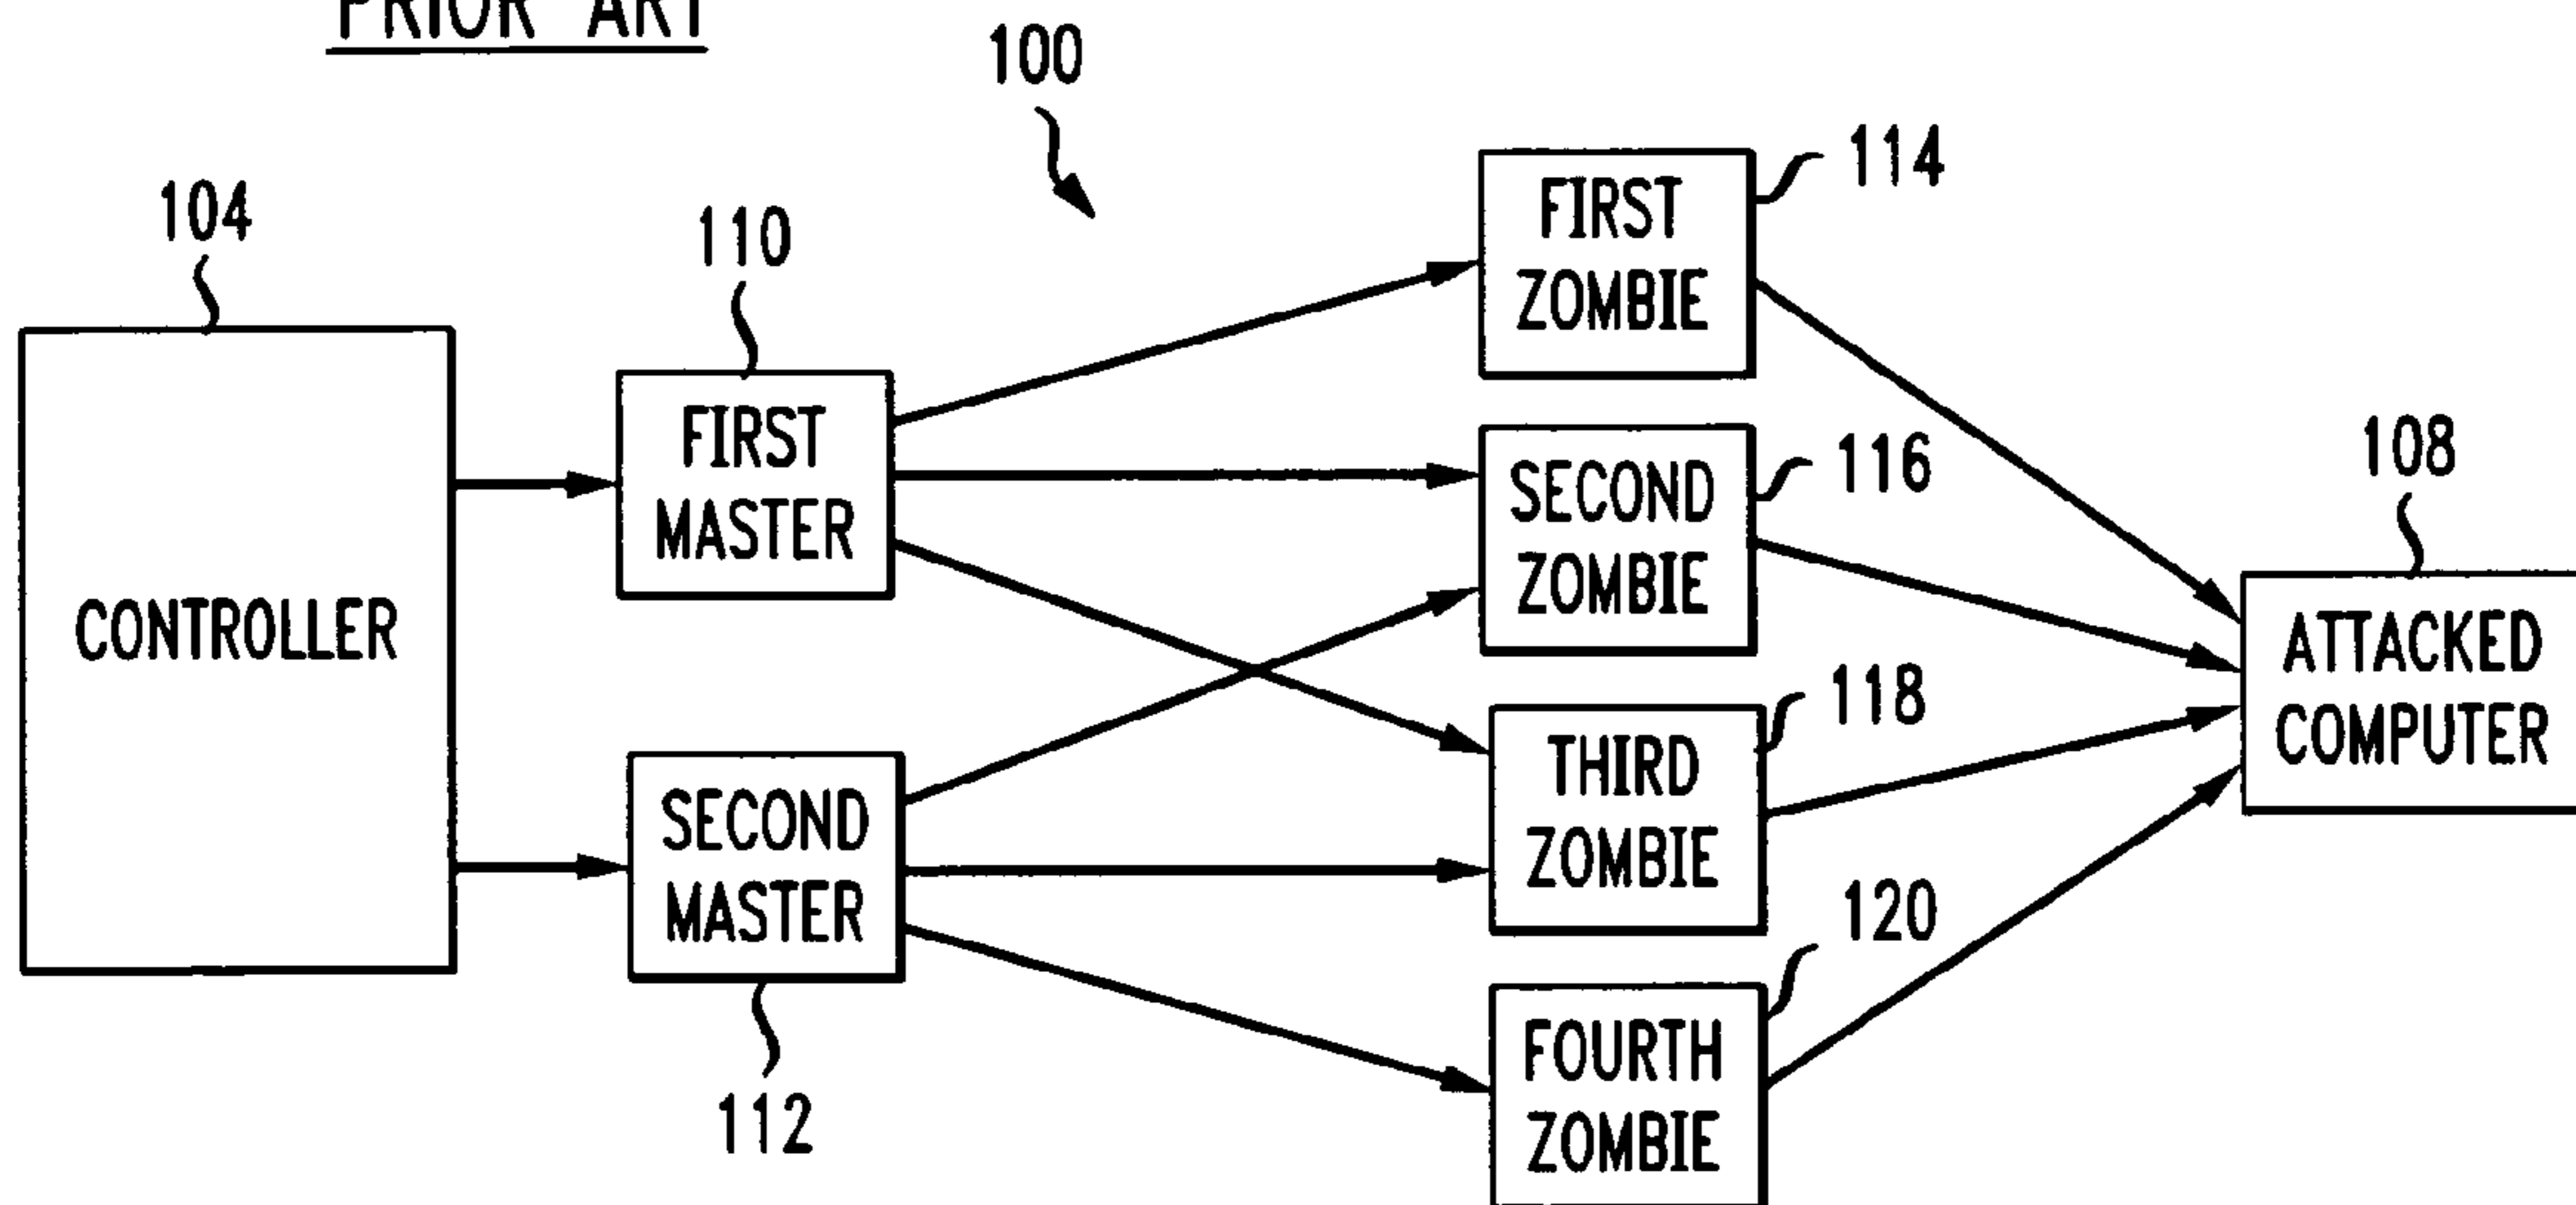 PRIOR ART
100
104
110
114
FIRST
ZOMBIE
FIRST
MASTER
116
SECOND
ZOMBIE
108
ATTACKED
COMPUTER
CONTROLLER
118
THIRD
ZOMBIE
SECOND
MASTER
112
120
FOURTH
ZOMBIE